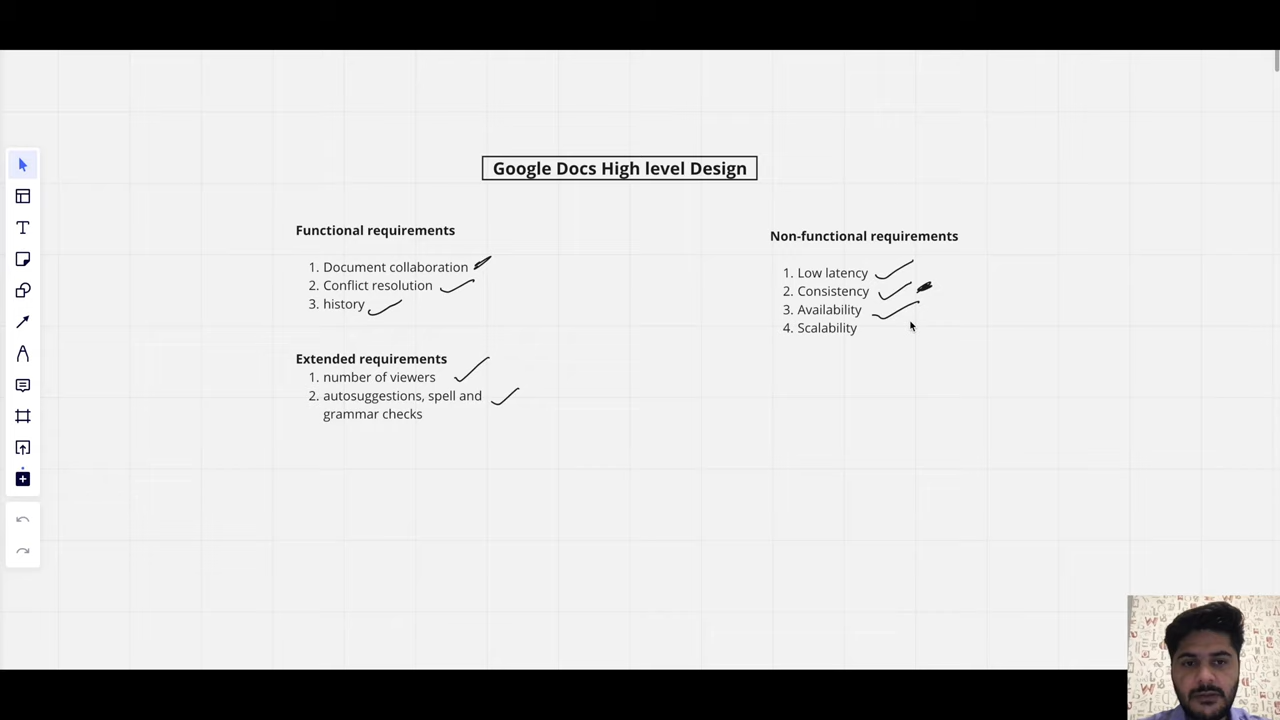 Google Docs High level Design
Functional requirements
1. Document collaboration
2. Conflict resolution
3. history
Extended requirements
1. number of viewers
2. autosuggestions, spell and
grammar checks
Non-functional requirements
1. Low latency
2. Consistency
3. Availability
4. Scalability